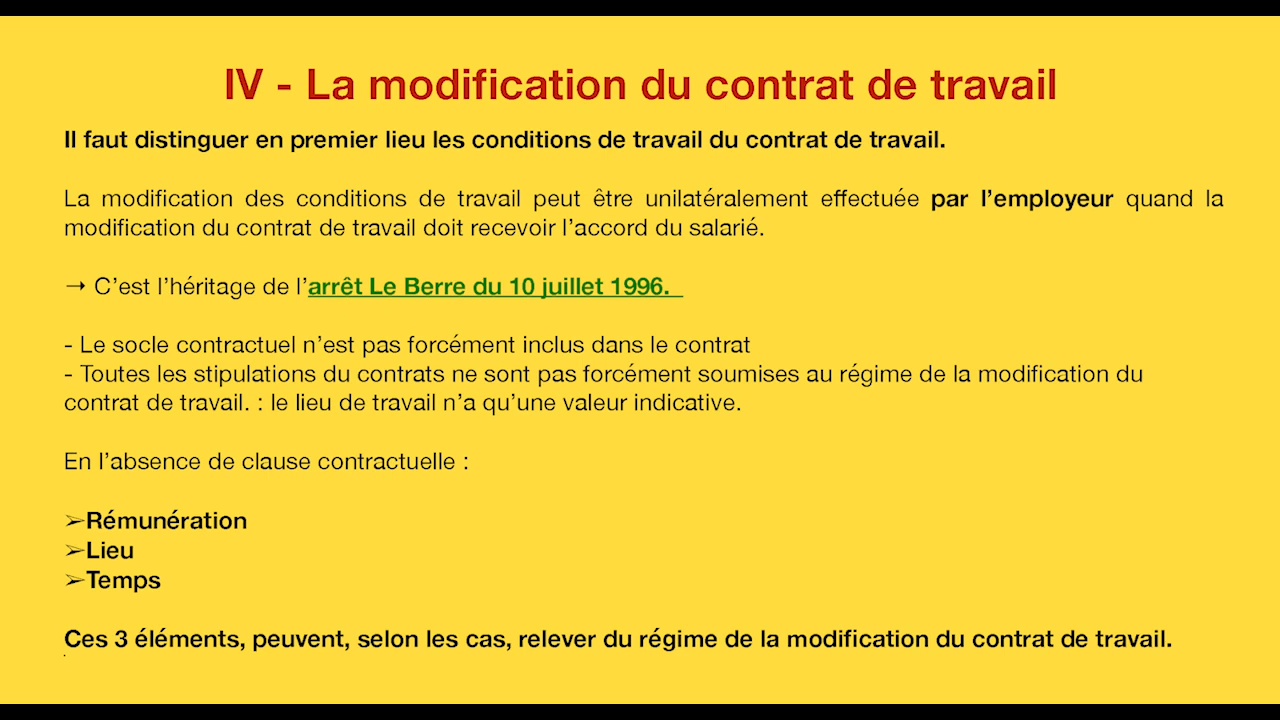 IV - La modification du contrat de travail
Il faut distinguer en premier lieu les conditions de travail du contrat de travail.
La modification des conditions de travail peut être unilatéralement effectuée par l’employeur quand la
modification du contrat de travail doit recevoir l’accord du salarié.
→ C’est l’héritage de l’arrêt Le Berre du 10 juillet 1996.
- Le socle contractuel n’est pas forcément inclus dans le contrat
- Toutes les stipulations du contrats ne sont pas forcément soumises au régime de la modification du
contrat de travail. : le lieu de travail n’a qu’une valeur indicative.
En l’absence de clause contractuelle :
➢Rémunération
➢Lieu
➢Temps
Ces 3 éléments, peuvent, selon les cas, relever du régime de la modification du contrat de travail.